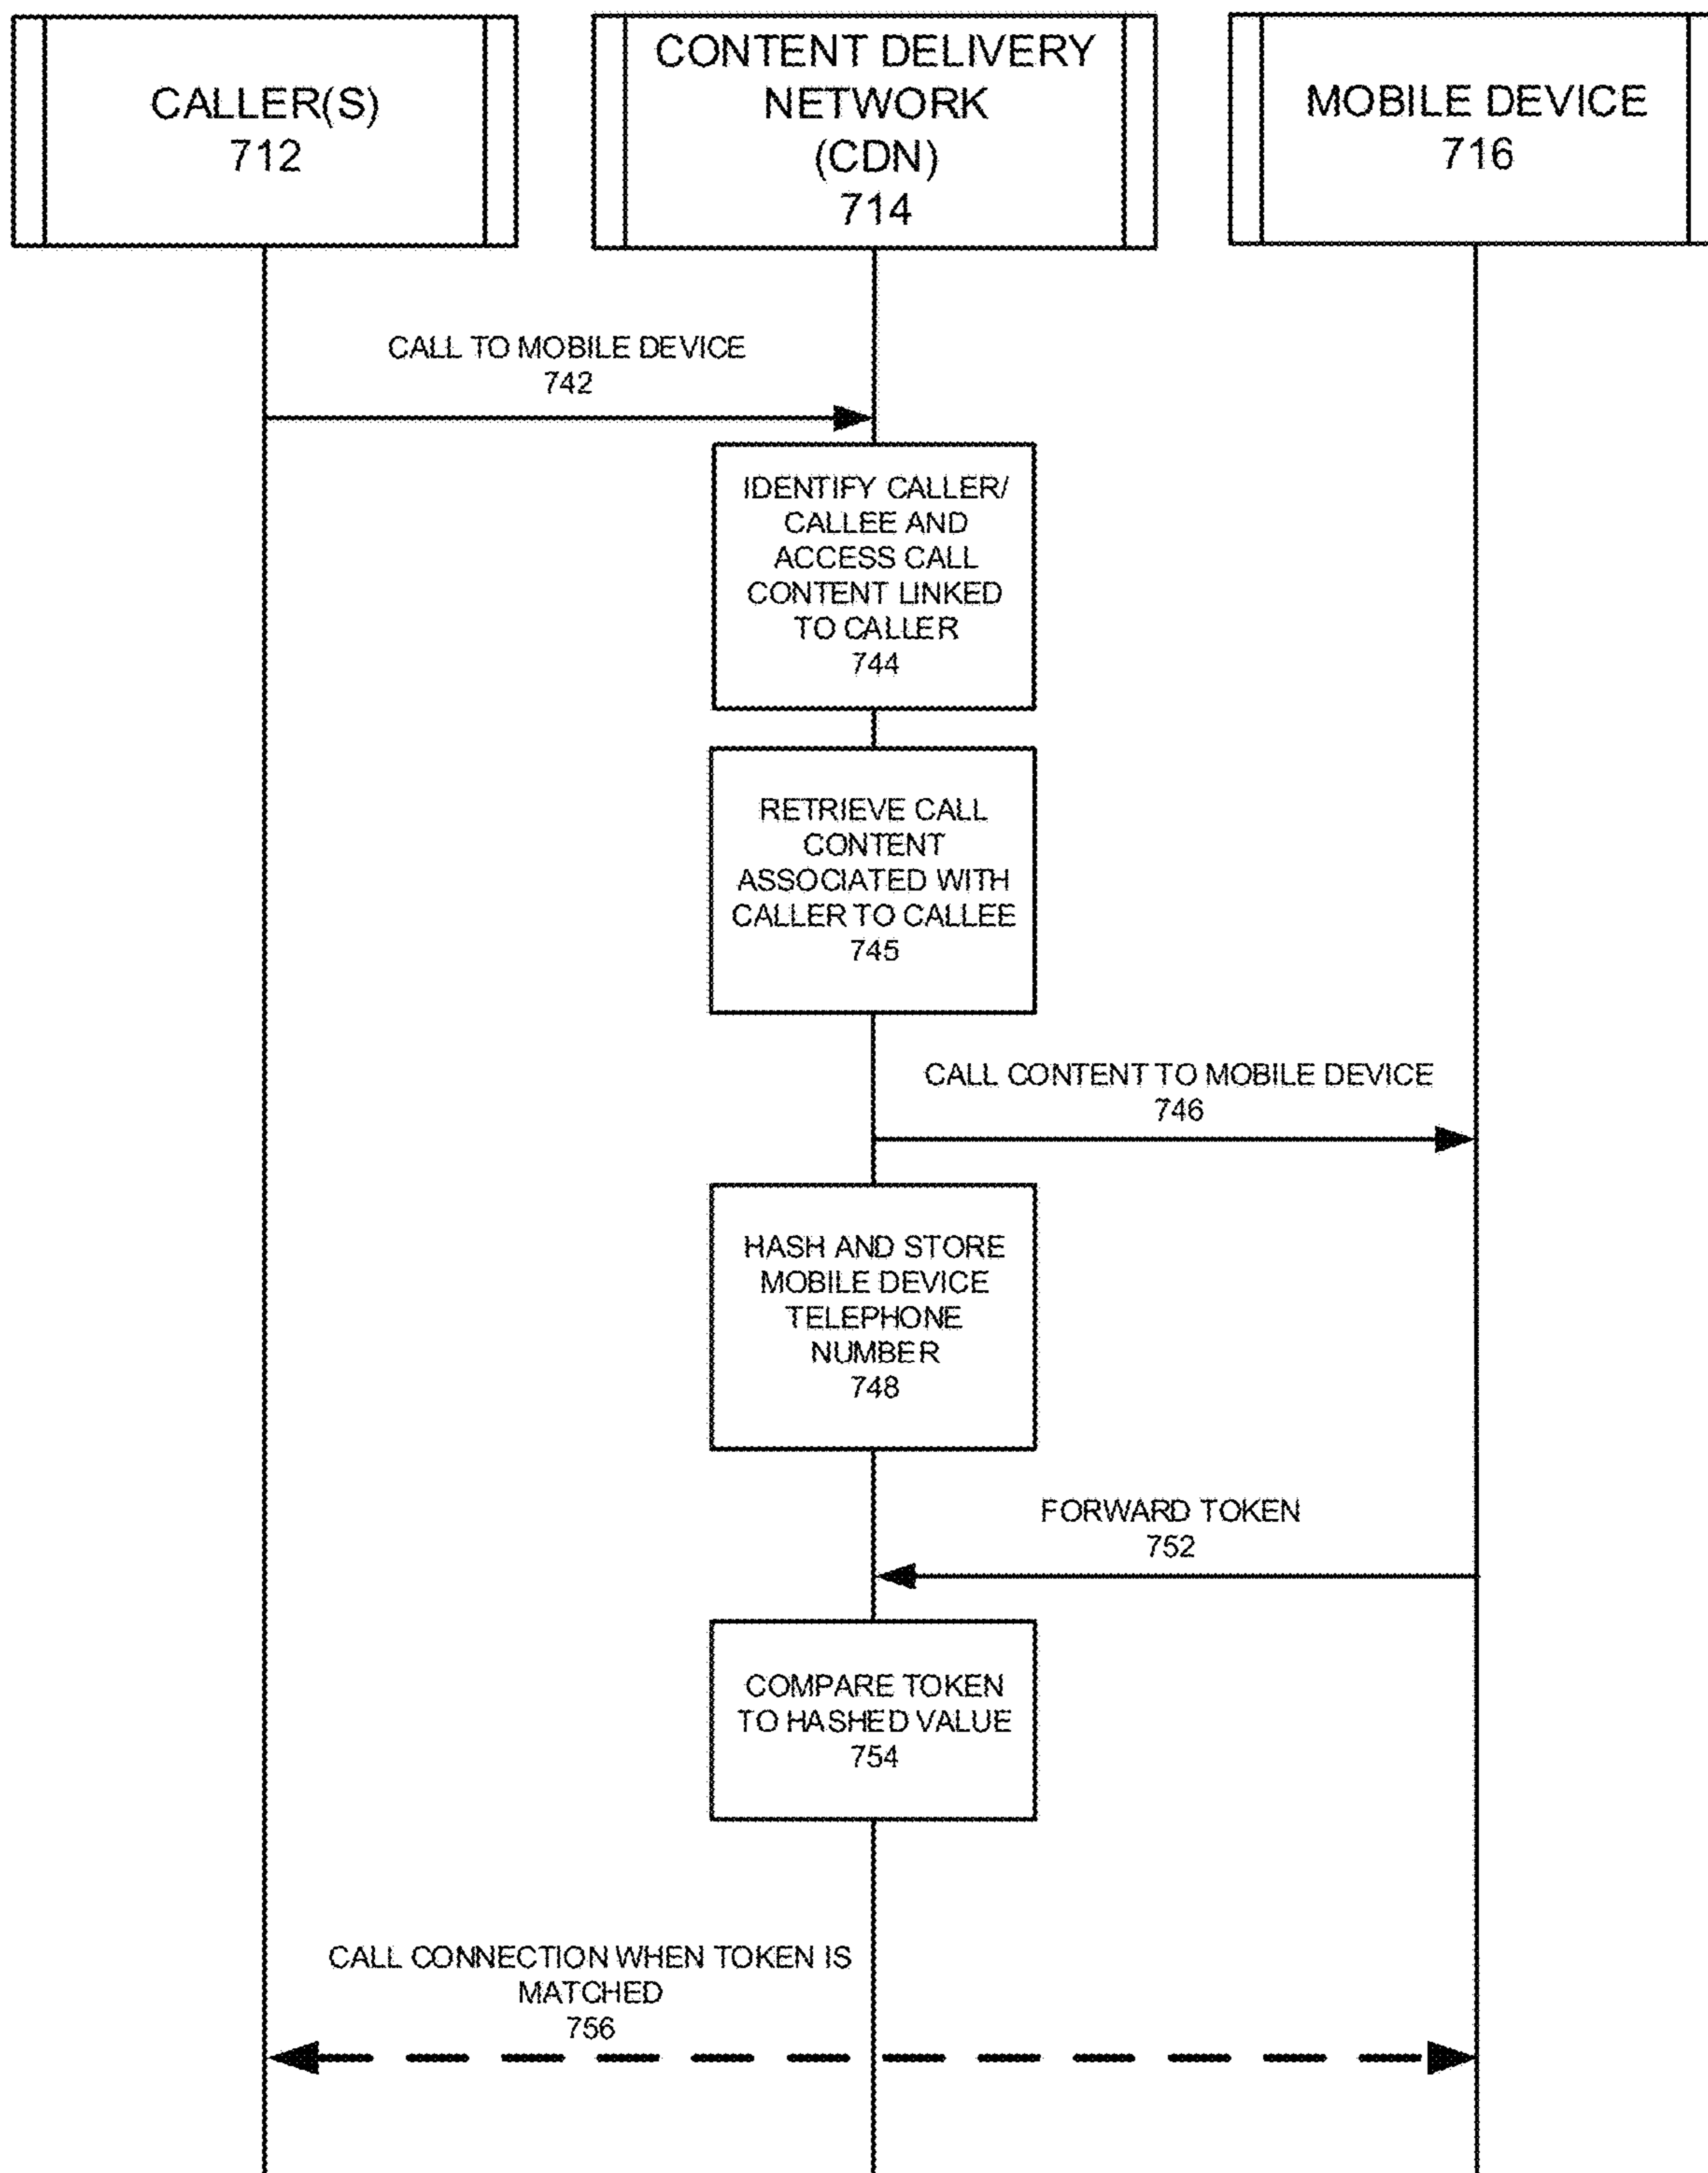 CALLER(S)
712
CONTENT DELIVERY
NETWORK
(CDN)
714
MOBILE DEVICE
716
CALL TO MOBILE DEVICE
742
IDENTIFY CALLER/
CALLEE AND
ACCESS CALL
CONTENT LINKED
TO CALLER
744
RETRIEVE CALL
CONTENT
ASSOCIATED WITH
CALLER TO CALLEE
745
CALL CONTENT TO MOBILE DEVICE
746
HASH AND STORE
MOBILE DEVICE
TELEPHONE
NUMBER
748
FORWARD TOKEN
752
COMPARE TOKEN
TO HASHED VALUE
754
CALL CONNECTION WHEN TOKEN IS
MATCHED
756